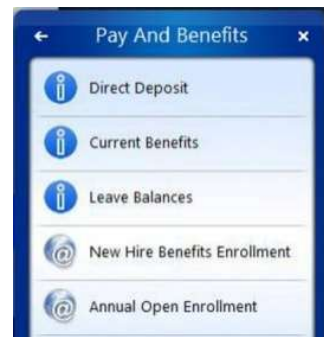 Pay And Benefits
Direct Deposit
Current Benefits
Leave Balances
New Hire Benefits Enrollment
Annual Open Enrollment